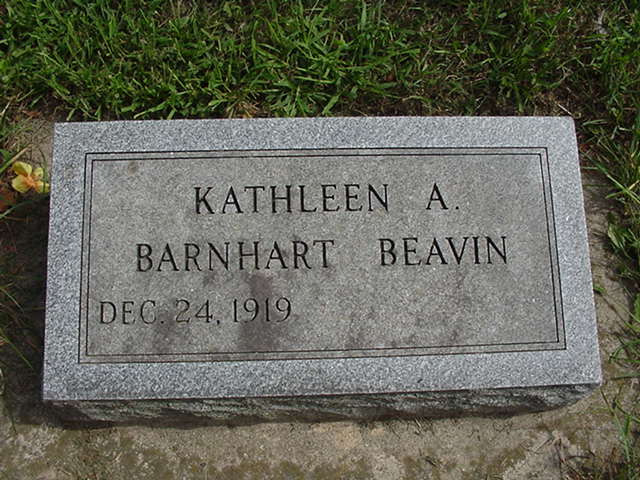 KATHLEEN A.
BARNHART BEAVIN
DEC. 24, 1919